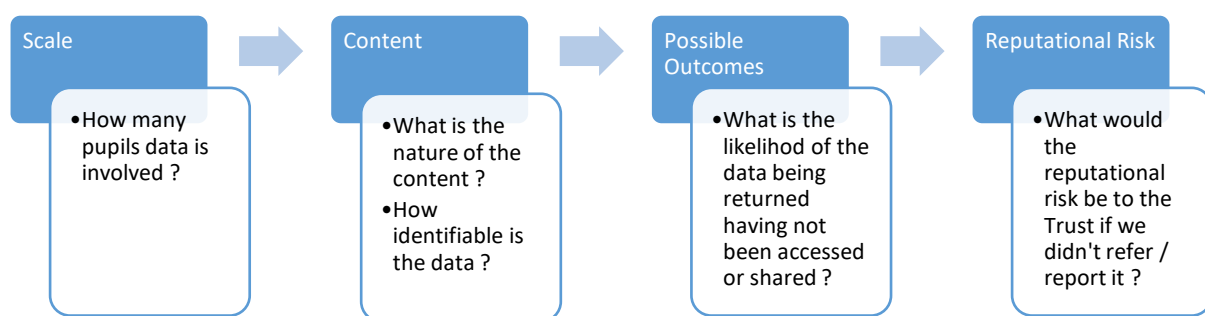 Scale
•How many
pupils data is
involved ?
Content
•What is the
nature of the
content ?
•How
identifiable is
the data ?
Possible
Outcomes
•What is the
likelihod of the
data being
returned
having not
been accessed
or shared ?
Reputational Risk
•What would
the
reputational
risk be to the
Trust if we
didn't refer /
report it ?